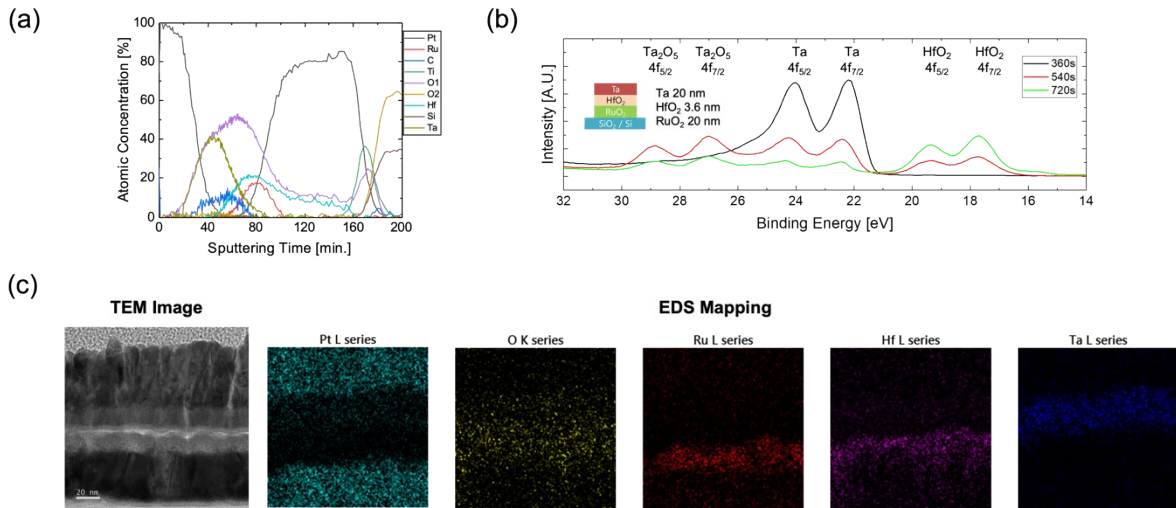 (a)
100
80
60
40
20
0
Atomic Concentration [%]
0 40 80 120 160 200
Sputtering Time [min.]
Pt
Ru
C
Ti
O1
O2
Hf
Si
Ta
(b)
Ta₂O₅ Ta₂O₅ Ta Ta HfO₂ HfO₂
4f₅/₂ 4f₇/₂ 4f₅/₂ 4f₇/₂ 4f₅/₂ 4f₇/₂
360s
540s
720s
Ta
HfO₂
RuO₂
SiO₂ / Si
Ta 20 nm
HfO₂ 3.6 nm
RuO₂ 20 nm
Intensity [A.U.]
32 30 28 26 24 22 20 18 16 14
Binding Energy [eV]
(c)
TEM Image
EDS Mapping
20 nm
Pt L series
O K series
Ru L series
Hf L series
Ta L series